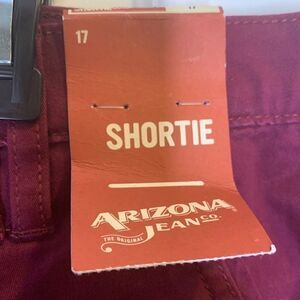 17
SHORTIE
ARIZONA
THE ORIGINAL JEAN CO.